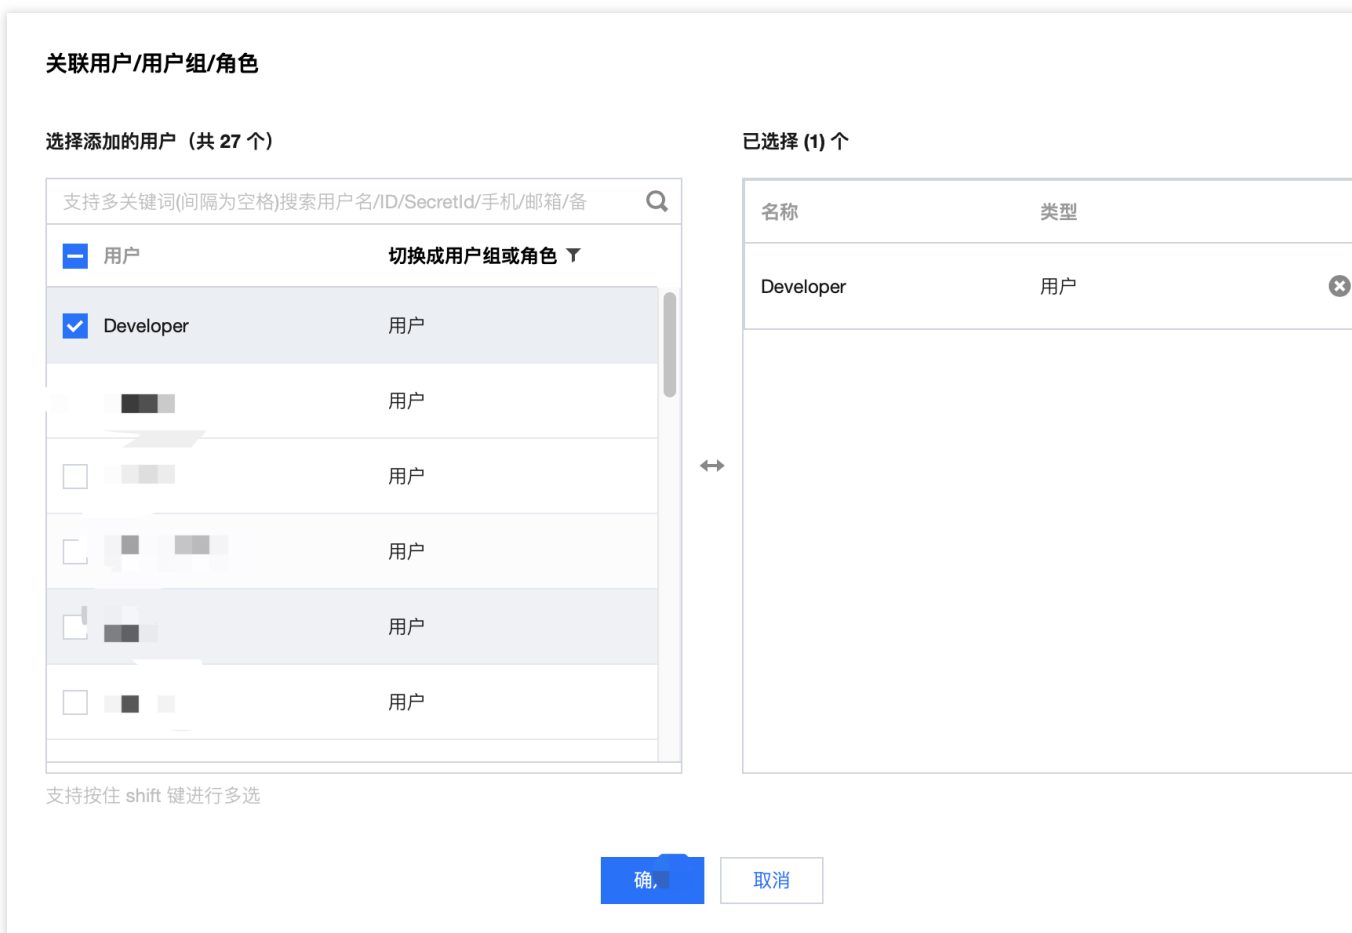 关联用户/用户组/角色
选择添加的用户（共 27 个）
已选择 (1) 个
支持多关键词(间隔为空格)搜索用户名/ID/SecretId/手机/邮箱/备
用户 切换成用户组或角色
名称 类型
Developer 用户
Developer 用户
用户
用户
用户
用户
用户
支持按住 shift 键进行多选
确
取消